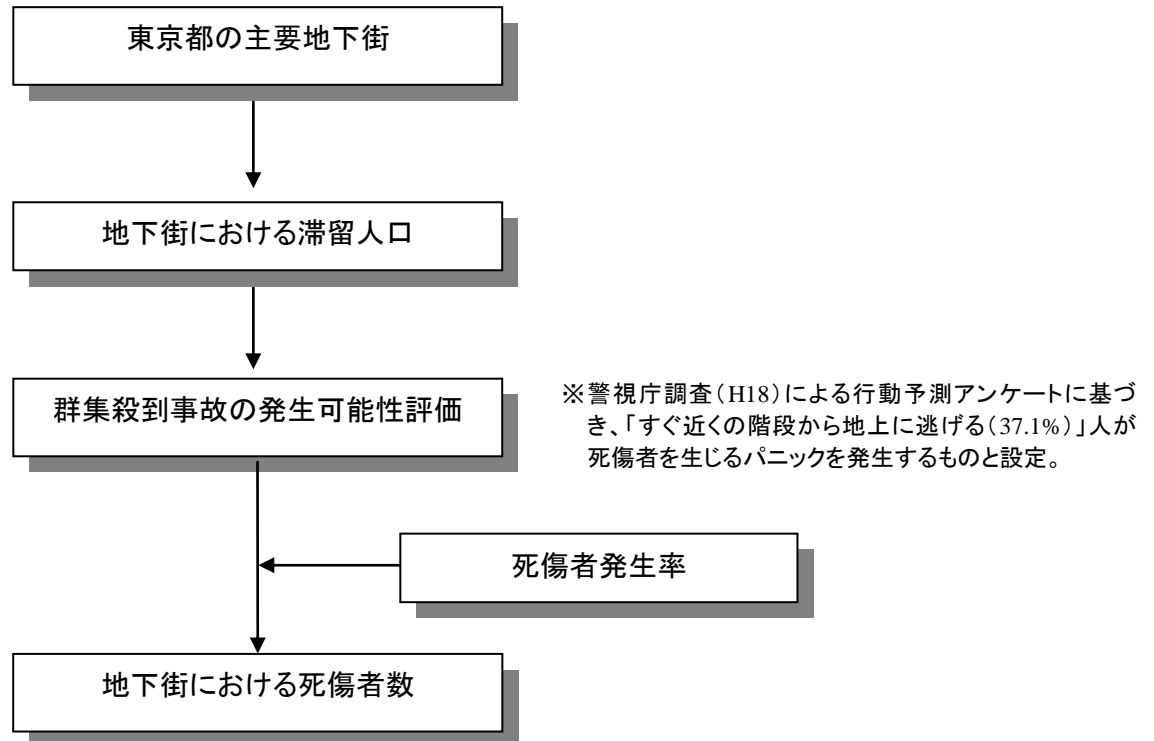 東京都の主要地下街
地下街における滞留人口
群集殺到事故の発生可能性評価
※警視庁調査(H18)による行動予測アンケートに基づ
き、「すぐ近くの階段から地上に逃げる(37.1%)」人が
死傷者を生じるパニックを発生するものと設定。
死傷者発生率
地下街における死傷者数